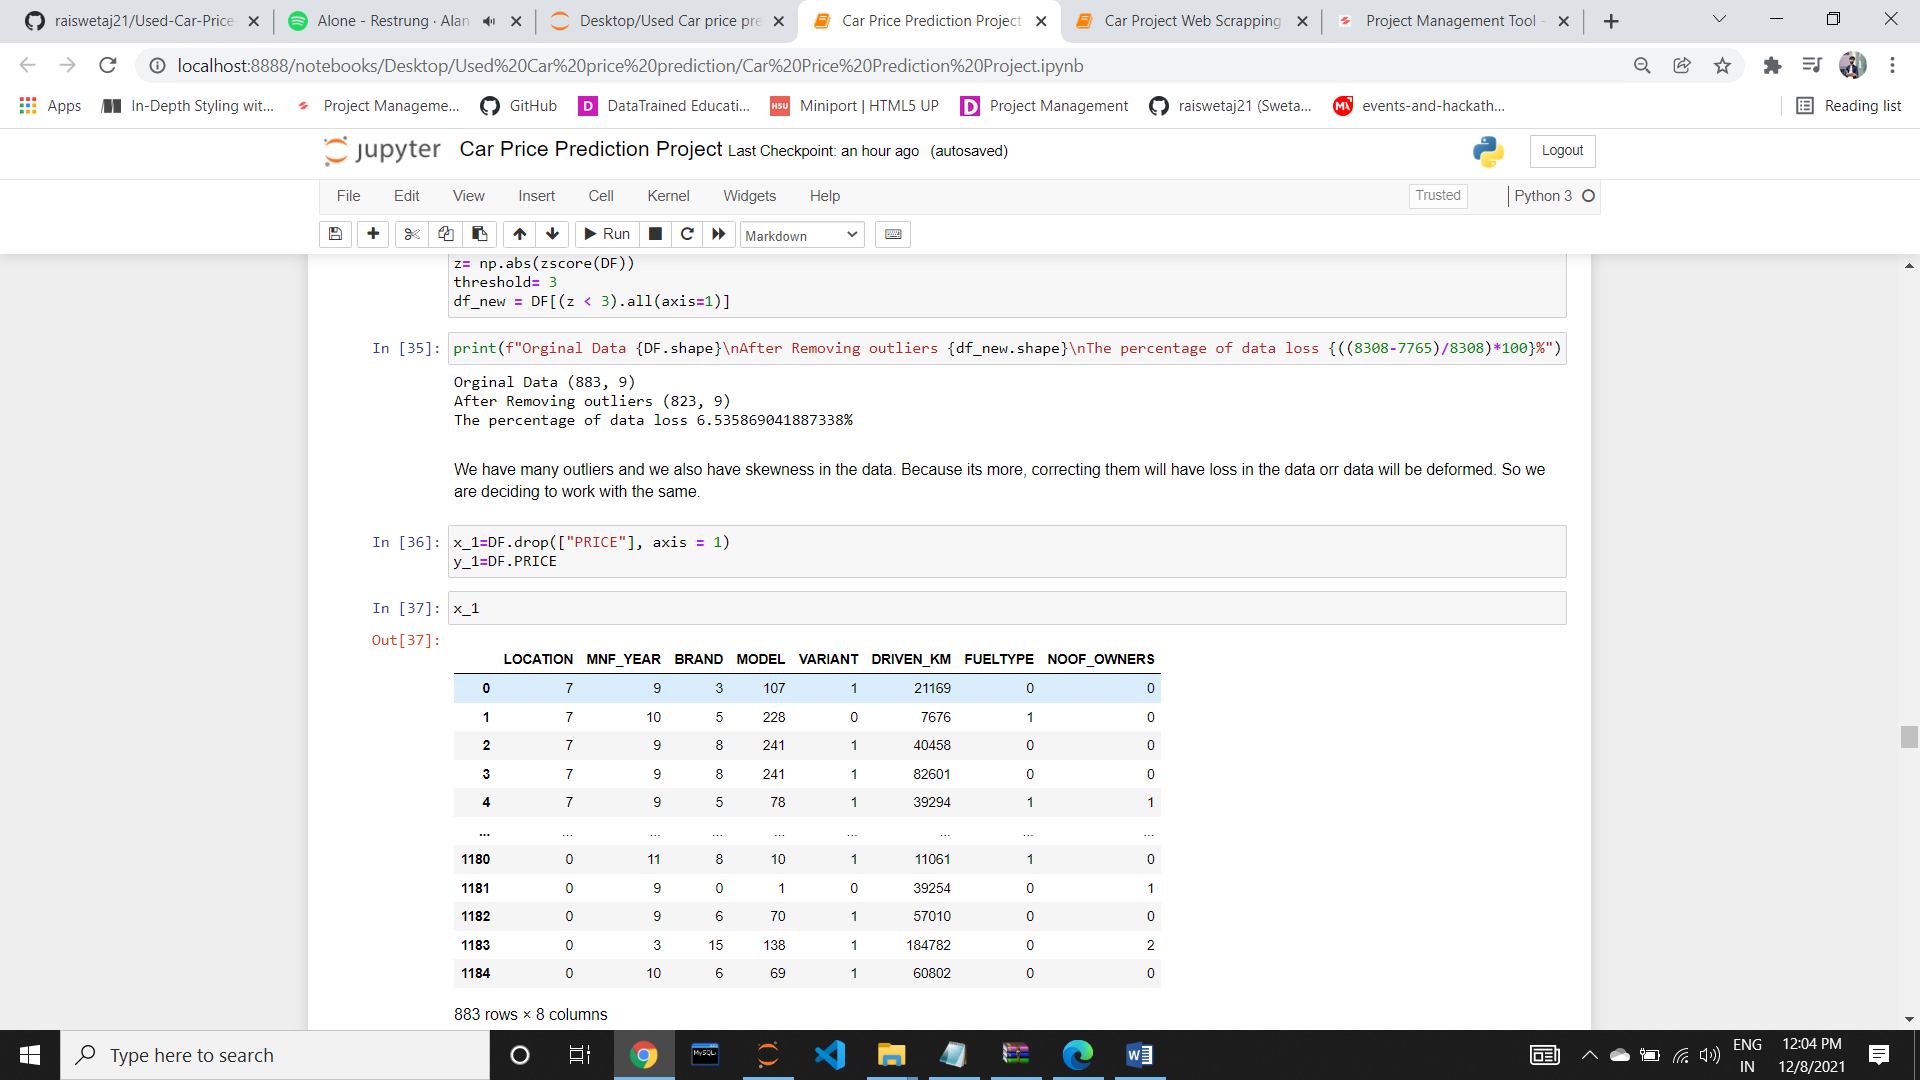 raiswetaj21/Used-Car-Price
Alone - Restrung · Alan
Desktop/Used Car price pre
Car Price Prediction Project
Car Project Web Scrapping
Project Management Tool -
localhost:8888/notebooks/Desktop/Used%20Car%20price%20prediction/Car%20Price%20Prediction%20Project.ipynb
Apps In-Depth Styling wit... Project Manageme... GitHub DataTrained Educati... HSU Miniport | HTML5 UP Project Management raiswetaj21 (Sweta... events-and-hackath... Reading list
jupyter Car Price Prediction Project Last Checkpoint: an hour ago (autosaved) Logout
File Edit View Insert Cell Kernel Widgets Help Trusted Python 3
Run Markdown
z= np.abs(zscore(DF))
threshold= 3
df_new = DF[(z < 3).all(axis=1)]
In [35]: print(f"Orginal Data {DF.shape}\nAfter Removing outliers {df_new.shape}\nThe percentage of data loss {((8308-7765)/8308)*100}%")
Orginal Data (883, 9)
After Removing outliers (823, 9)
The percentage of data loss 6.535869041887338%
We have many outliers and we also have skewness in the data. Because its more, correcting them will have loss in the data orr data will be deformed. So we
are deciding to work with the same.
In [36]: x_1=DF.drop(["PRICE"], axis = 1)
y_1=DF.PRICE
In [37]: x_1
Out[37]:
LOCATION MNF_YEAR BRAND MODEL VARIANT DRIVEN_KM FUELTYPE NOOF_OWNERS
0 7 9 3 107 1 21169 0 0
1 7 10 5 228 0 7676 1 0
2 7 9 8 241 1 40458 0 0
3 7 9 8 241 1 82601 0 0
4 7 9 5 78 1 39294 1 1
... ... ... ... ... ... ... ... ...
1180 0 11 8 10 1 11061 1 0
1181 0 9 0 1 0 39254 0 1
1182 0 9 6 70 1 57010 0 0
1183 0 3 15 138 1 184782 0 2
1184 0 10 6 69 1 60802 0 0
883 rows × 8 columns
Type here to search
ENG
IN
12:04 PM
12/8/2021